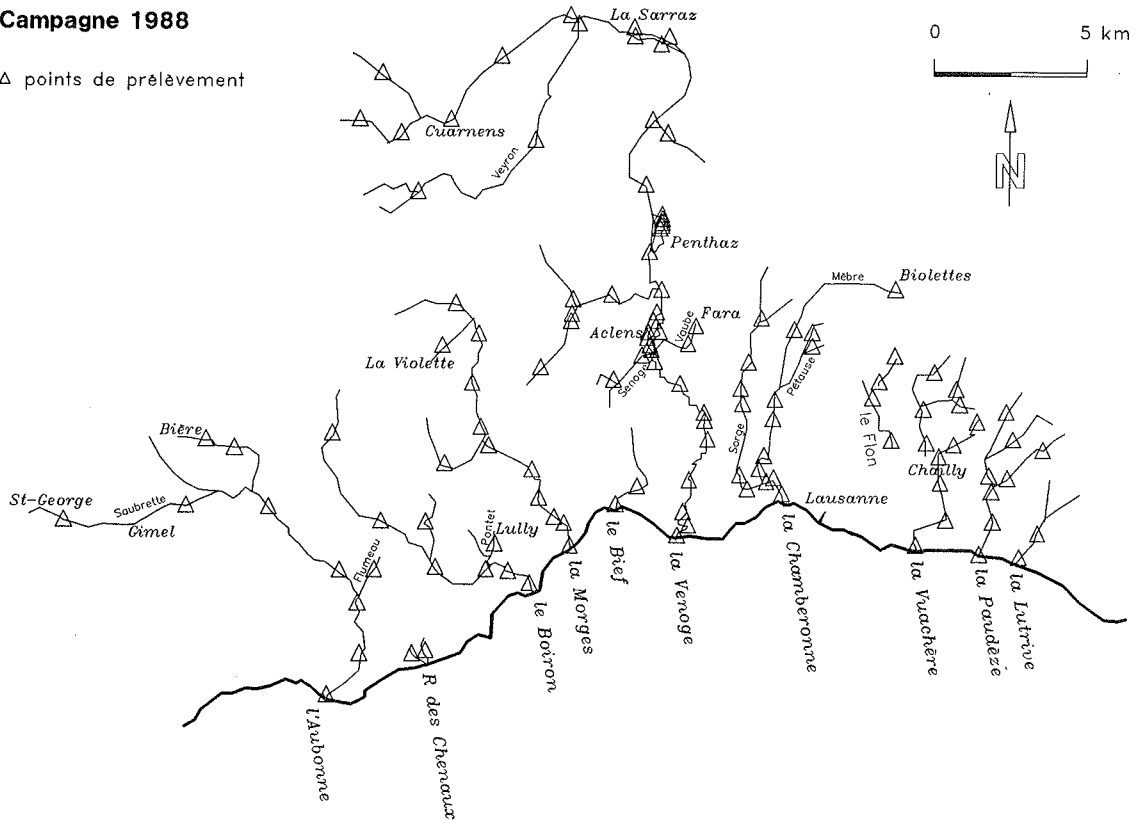 Campagne 1988
La Sarraz
0 5 km
△ points de prélèvement
Cuarnens
Veyron
N
Penthaz
Mèbre
Biolettes
Fara
Vaube
Aclens
La Violette
Senoge
Pétause
Sorge
le Flon
Bière
Chailly
St-George
Saubrette
Gimel
Pontet
Lully
Lausanne
Flumeau
le Bief
la Chamberonne
la Venoge
la Morges
le Boiron
la Vuachère
la Paudèze
la Lutrive
R des Chenaux
l'Aubonne